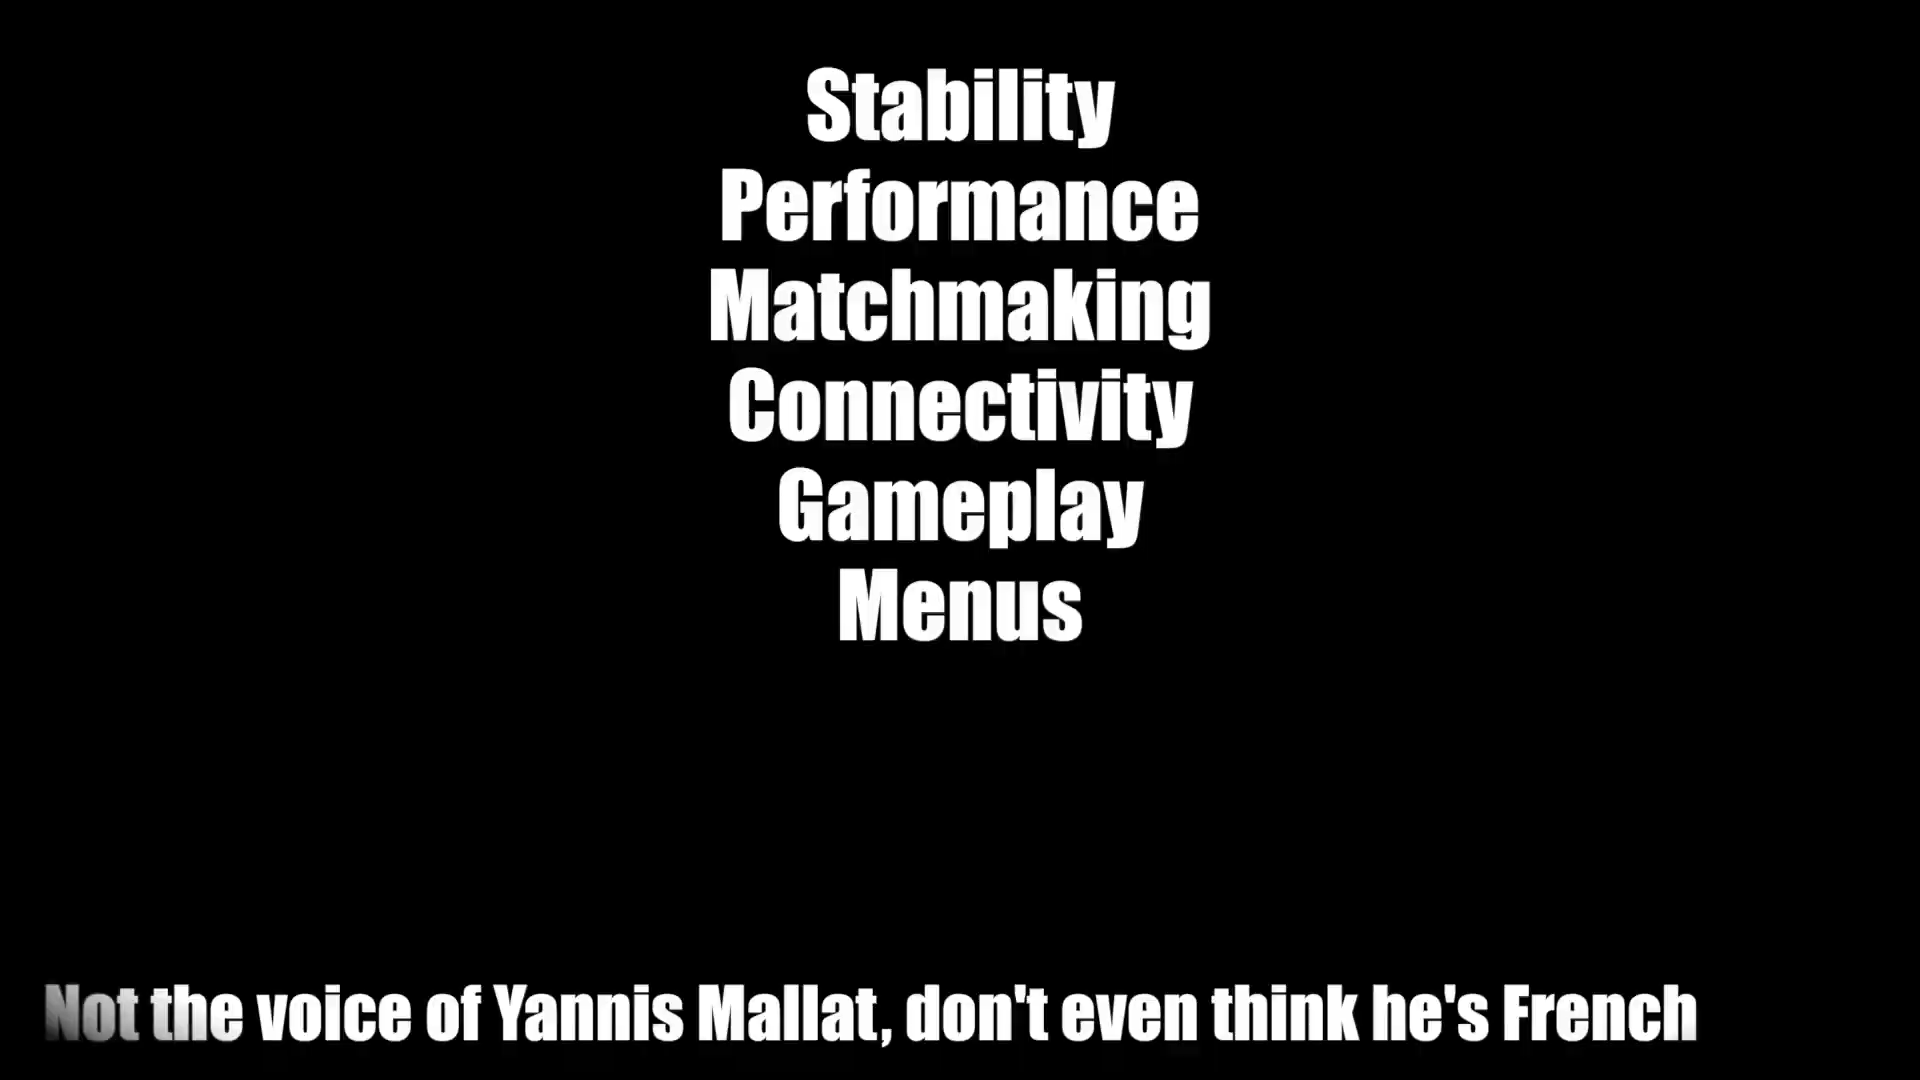 Stability
Performance
Matchmaking
Connectivity
Gameplay
Menus
Not the voice of Yannis Mallat, don't even think he's French